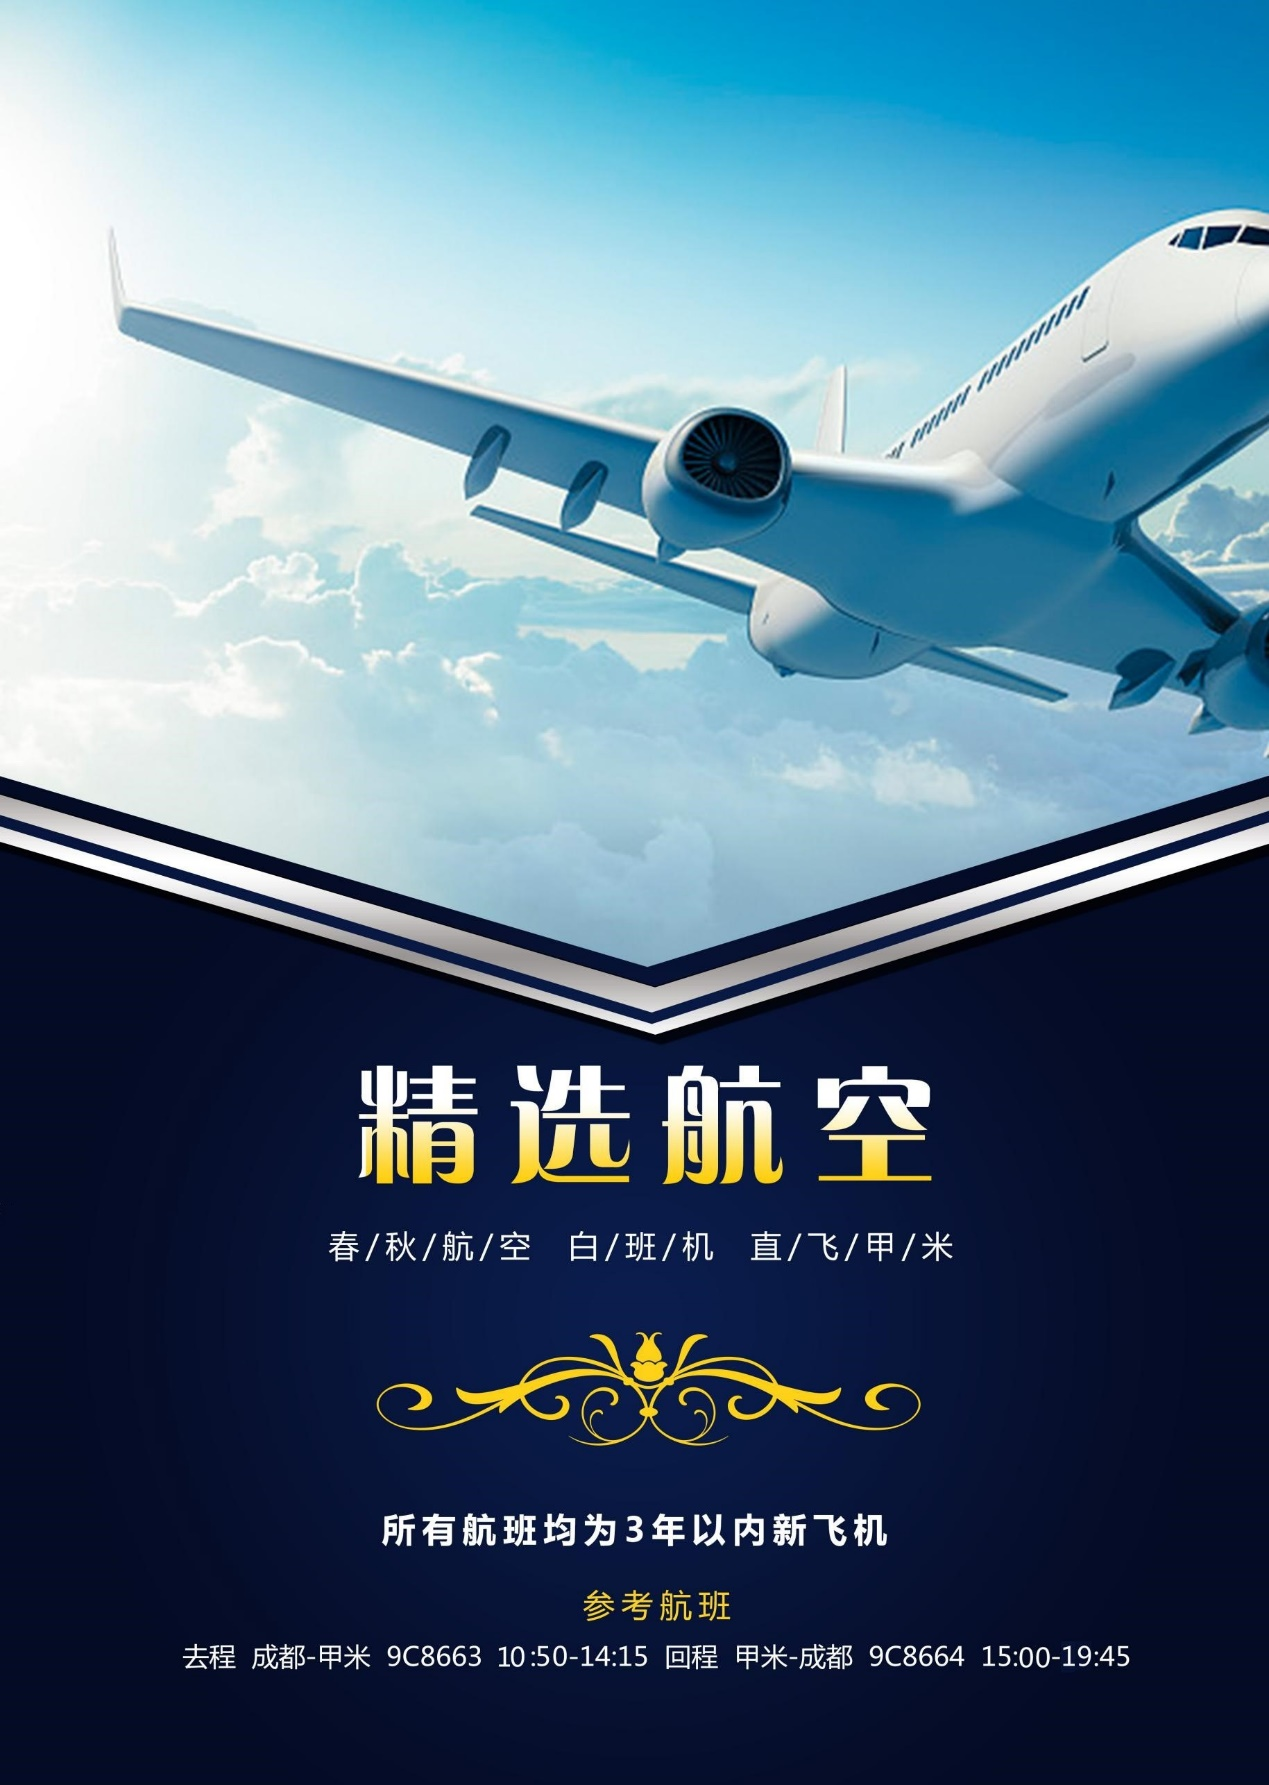 精选航空
春/秋/航/空 白/班/机 直/飞/甲/米
所有航班均为3年以内新飞机
参考航班
去程 成都-甲米 9C8663 10:50-14:15 回程 甲米-成都 9C8664 15:00-19:45